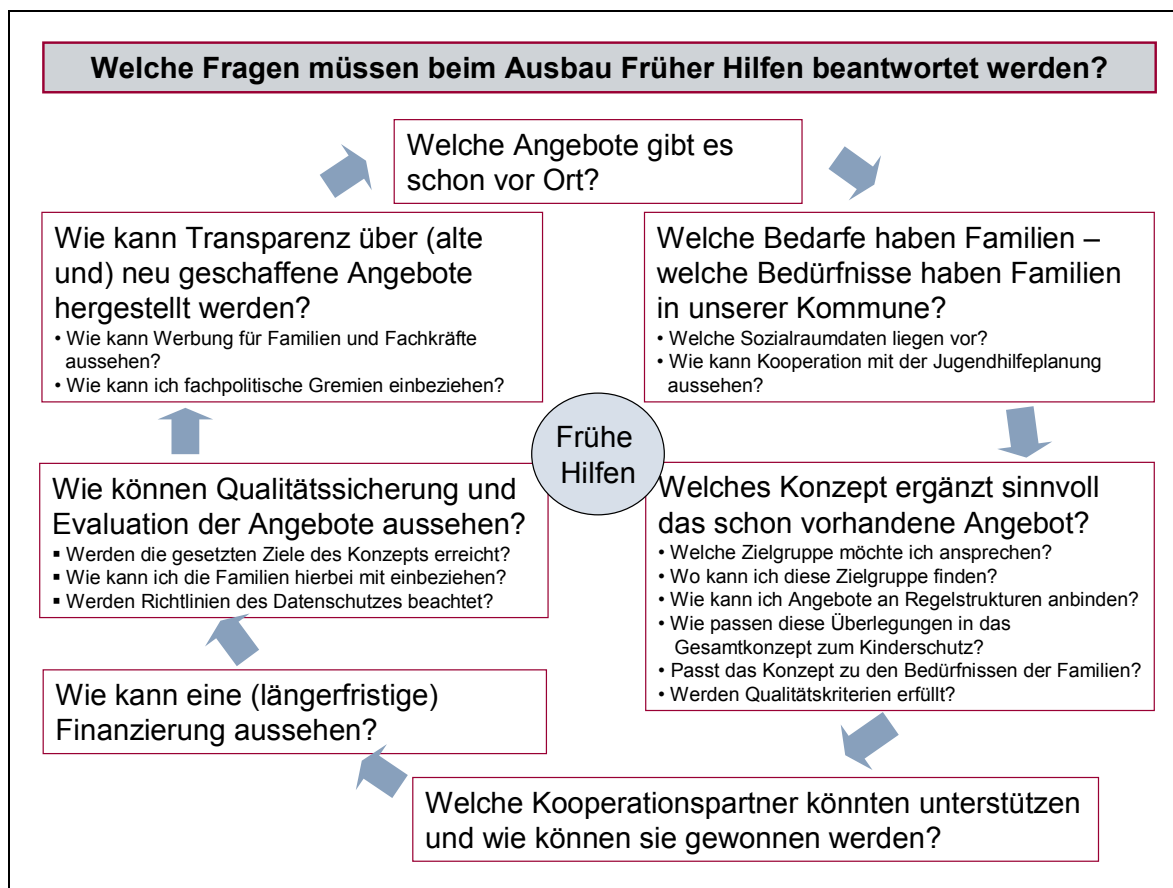 Welche Fragen müssen beim Ausbau Früher Hilfen beantwortet werden?
Welche Angebote gibt es
schon vor Ort?
Welche Bedarfe haben Familien –
welche Bedürfnisse haben Familien
in unserer Kommune?
• Welche Sozialraumdaten liegen vor?
• Wie kann Kooperation mit der Jugendhilfeplanung
aussehen?
Welches Konzept ergänzt sinnvoll
das schon vorhandene Angebot?
• Welche Zielgruppe möchte ich ansprechen?
• Wo kann ich diese Zielgruppe finden?
• Wie kann ich Angebote an Regelstrukturen anbinden?
• Wie passen diese Überlegungen in das
Gesamtkonzept zum Kinderschutz?
• Passt das Konzept zu den Bedürfnissen der Familien?
• Werden Qualitätskriterien erfüllt?
Welche Kooperationspartner könnten unterstützen
und wie können sie gewonnen werden?
Wie kann eine (längerfristige)
Finanzierung aussehen?
Wie können Qualitätssicherung und
Evaluation der Angebote aussehen?
▪ Werden die gesetzten Ziele des Konzepts erreicht?
▪ Wie kann ich die Familien hierbei mit einbeziehen?
▪ Werden Richtlinien des Datenschutzes beachtet?
Wie kann Transparenz über (alte
und) neu geschaffene Angebote
hergestellt werden?
• Wie kann Werbung für Familien und Fachkräfte
aussehen?
• Wie kann ich fachpolitische Gremien einbeziehen?
Frühe
Hilfen